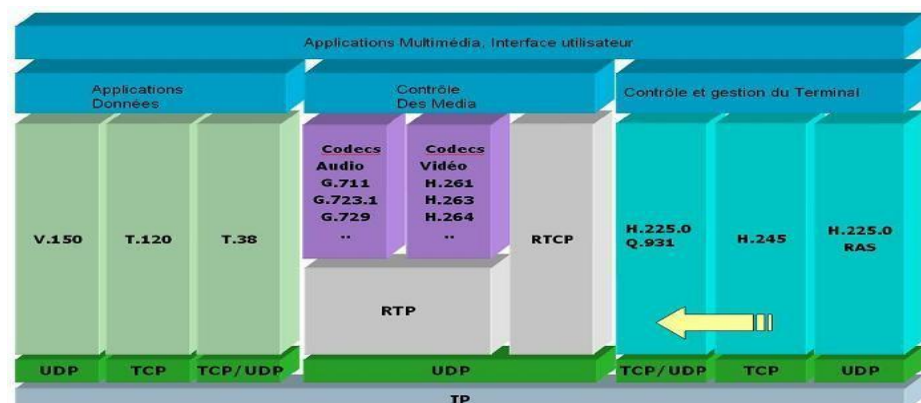 Applications Multimédia, Interface utilisateur
Applications
Données
Contrôle
Des Media
Contrôle et gestion du Terminal
V.150
T.120
T.38
Codecs
Audio
G.711
G.723.1
G.729
..
Codecs
Vidéo
H.261
H.263
H.264
..
RTP
RTCP
H.225.0
Q.931
H.245
H.225.0
RAS
UDP
TCP
TCP/UDP
UDP
TCP/UDP
TCP
UDP
IP